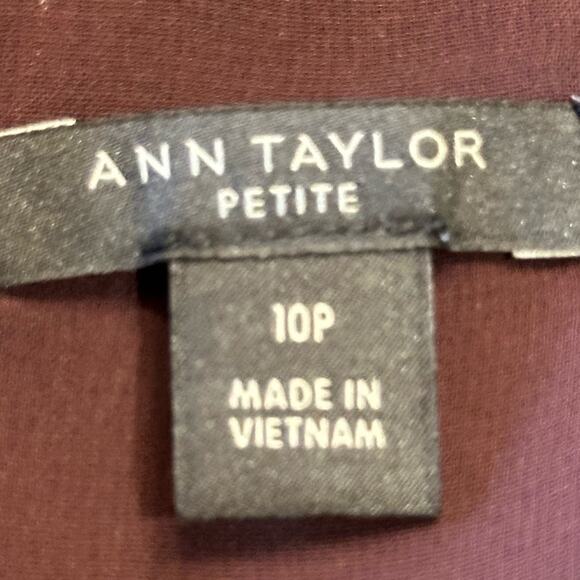 ANN TAYLOR
PETITE
10P
MADE IN
VIETNAM